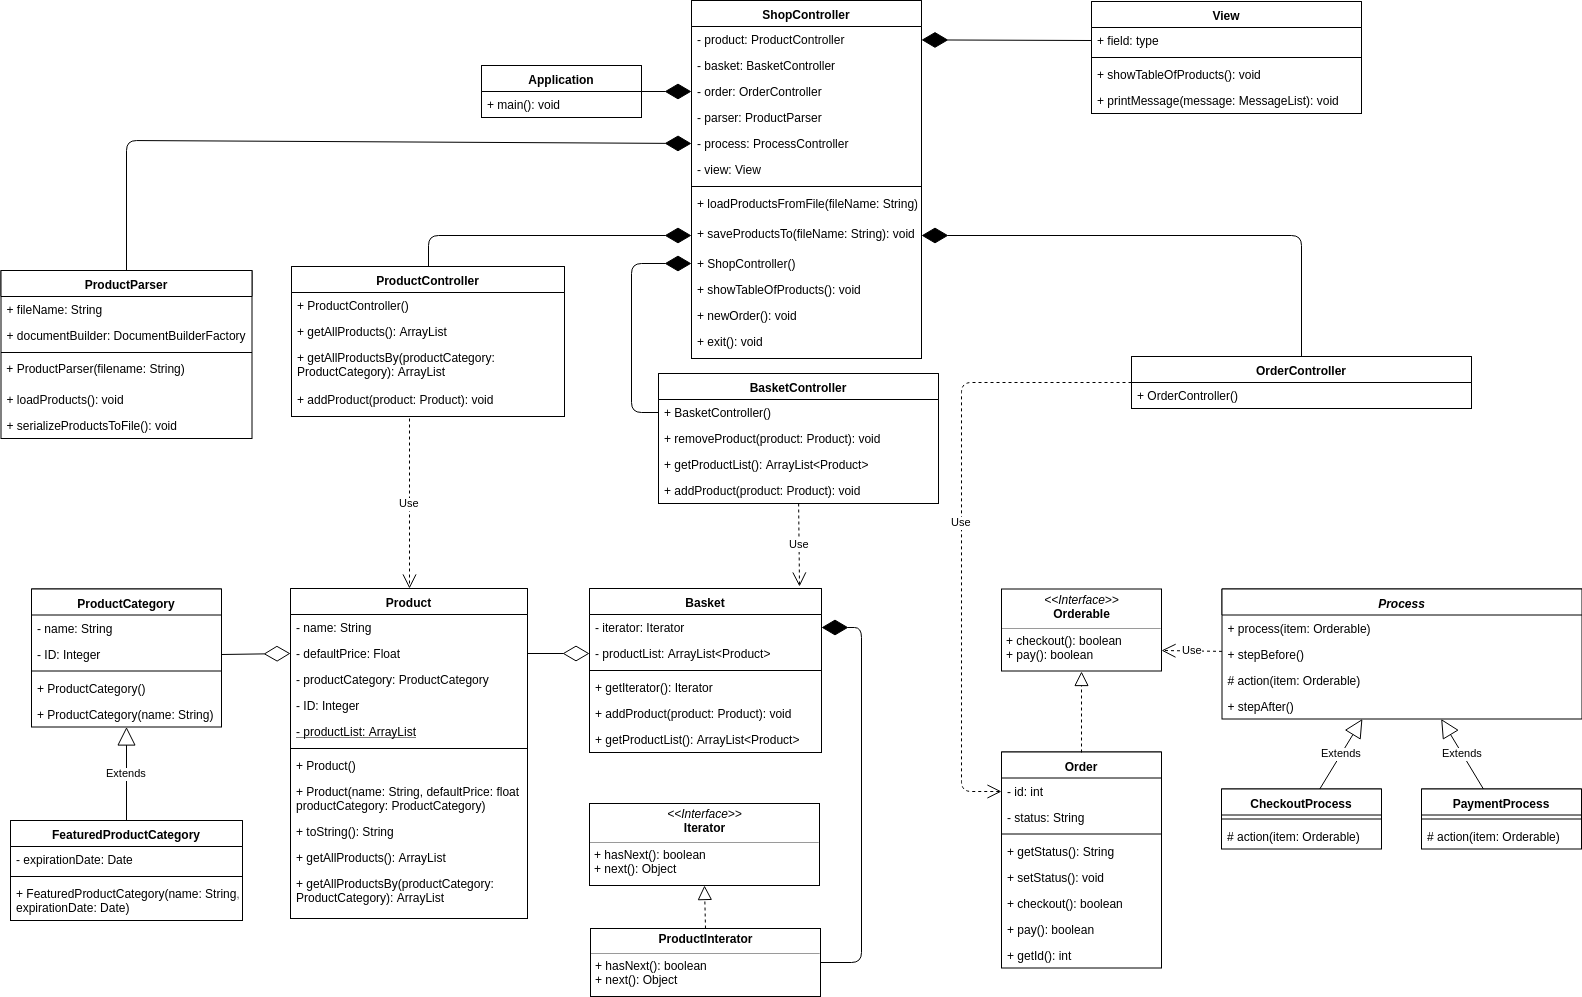 ShopController
- product: ProductController
- basket: BasketController
- order: OrderController
- parser: ProductParser
- process: ProcessController
- view: View
+ loadProductsFromFile(fileName: String)
+ saveProductsTo(fileName: String): void
+ ShopController()
+ showTableOfProducts(): void
+ newOrder(): void
+ exit(): void
View
+ field: type
+ showTableOfProducts(): void
+ printMessage(message: MessageList): void
Application
+ main(): void
ProductParser
+ fileName: String
+ documentBuilder: DocumentBuilderFactory
+ ProductParser(filename: String)
+ loadProducts(): void
+ serializeProductsToFile(): void
ProductController
+ ProductController()
+ getAllProducts(): ArrayList
+ getAllProductsBy(productCategory:
ProductCategory): ArrayList
+ addProduct(product: Product): void
BasketController
+ BasketController()
+ removeProduct(product: Product): void
+ getProductList(): ArrayList<Product>
+ addProduct(product: Product): void
OrderController
+ OrderController()
Use
Use
Use
ProductCategory
- name: String
- ID: Integer
+ ProductCategory()
+ ProductCategory(name: String)
Extends
FeaturedProductCategory
- expirationDate: Date
+ FeaturedProductCategory(name: String,
expirationDate: Date)
Product
- name: String
- defaultPrice: Float
- productCategory: ProductCategory
- ID: Integer
- productList: ArrayList
+ Product()
+ Product(name: String, defaultPrice: float
productCategory: ProductCategory)
+ toString(): String
+ getAllProducts(): ArrayList
+ getAllProductsBy(productCategory:
ProductCategory): ArrayList
Basket
- iterator: Iterator
- productList: ArrayList<Product>
+ getIterator(): Iterator
+ addProduct(product: Product): void
+ getProductList(): ArrayList<Product>
<<Interface>>
Iterator
+ hasNext(): boolean
+ next(): Object
ProductInterator
+ hasNext(): boolean
+ next(): Object
<<Interface>>
Orderable
+ checkout(): boolean
+ pay(): boolean
Use
Process
+ process(item: Orderable)
+ stepBefore()
# action(item: Orderable)
+ stepAfter()
Extends
Extends
Order
- id: int
- status: String
+ getStatus(): String
+ setStatus(): void
+ checkout(): boolean
+ pay(): boolean
+ getId(): int
CheckoutProcess
# action(item: Orderable)
PaymentProcess
# action(item: Orderable)